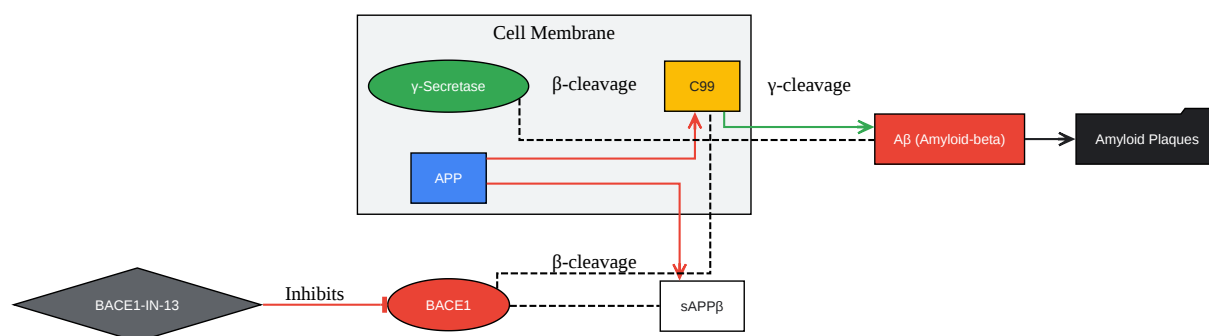 Cell Membrane
γ-Secretase
β-cleavage
C99
γ-cleavage
Aβ (Amyloid-beta)
Amyloid Plaques
APP
β-cleavage
BACE1-IN-13
Inhibits
BACE1
sAPPβ